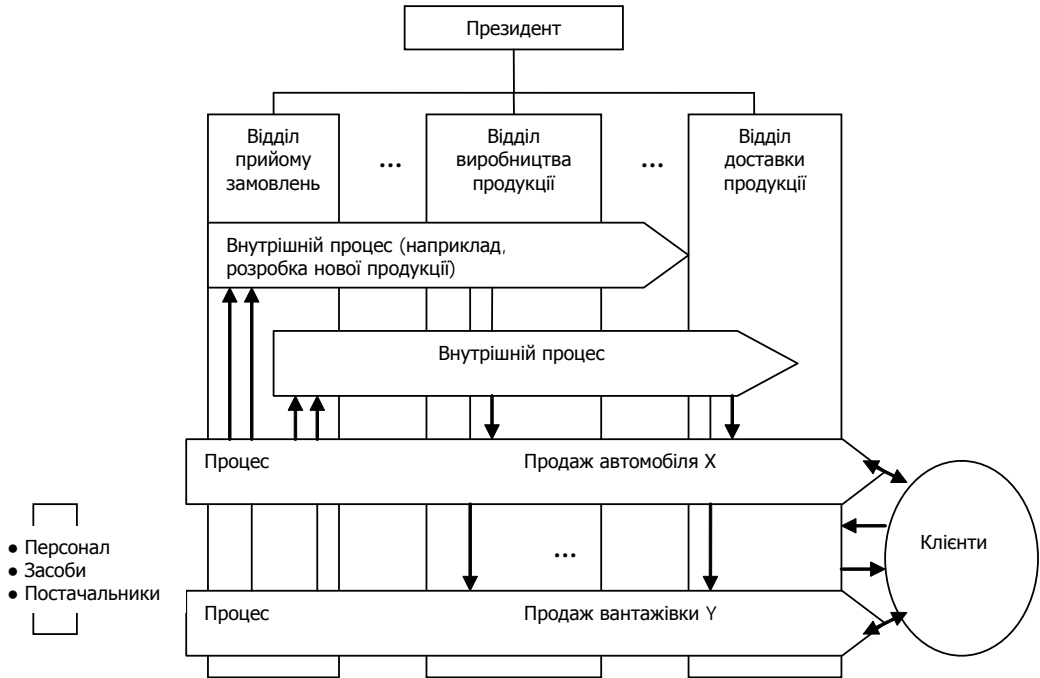 Президент
Відділ
прийому
замовлень
...
Відділ
виробництва
продукції
...
Відділ
доставки
продукції
Внутрішній процес (наприклад,
розробка нової продукції)
Внутрішній процес
Процес
Продаж автомобіля X
● Персонал
● Засоби
● Постачальники
...
Клієнти
Процес
Продаж вантажівки Y